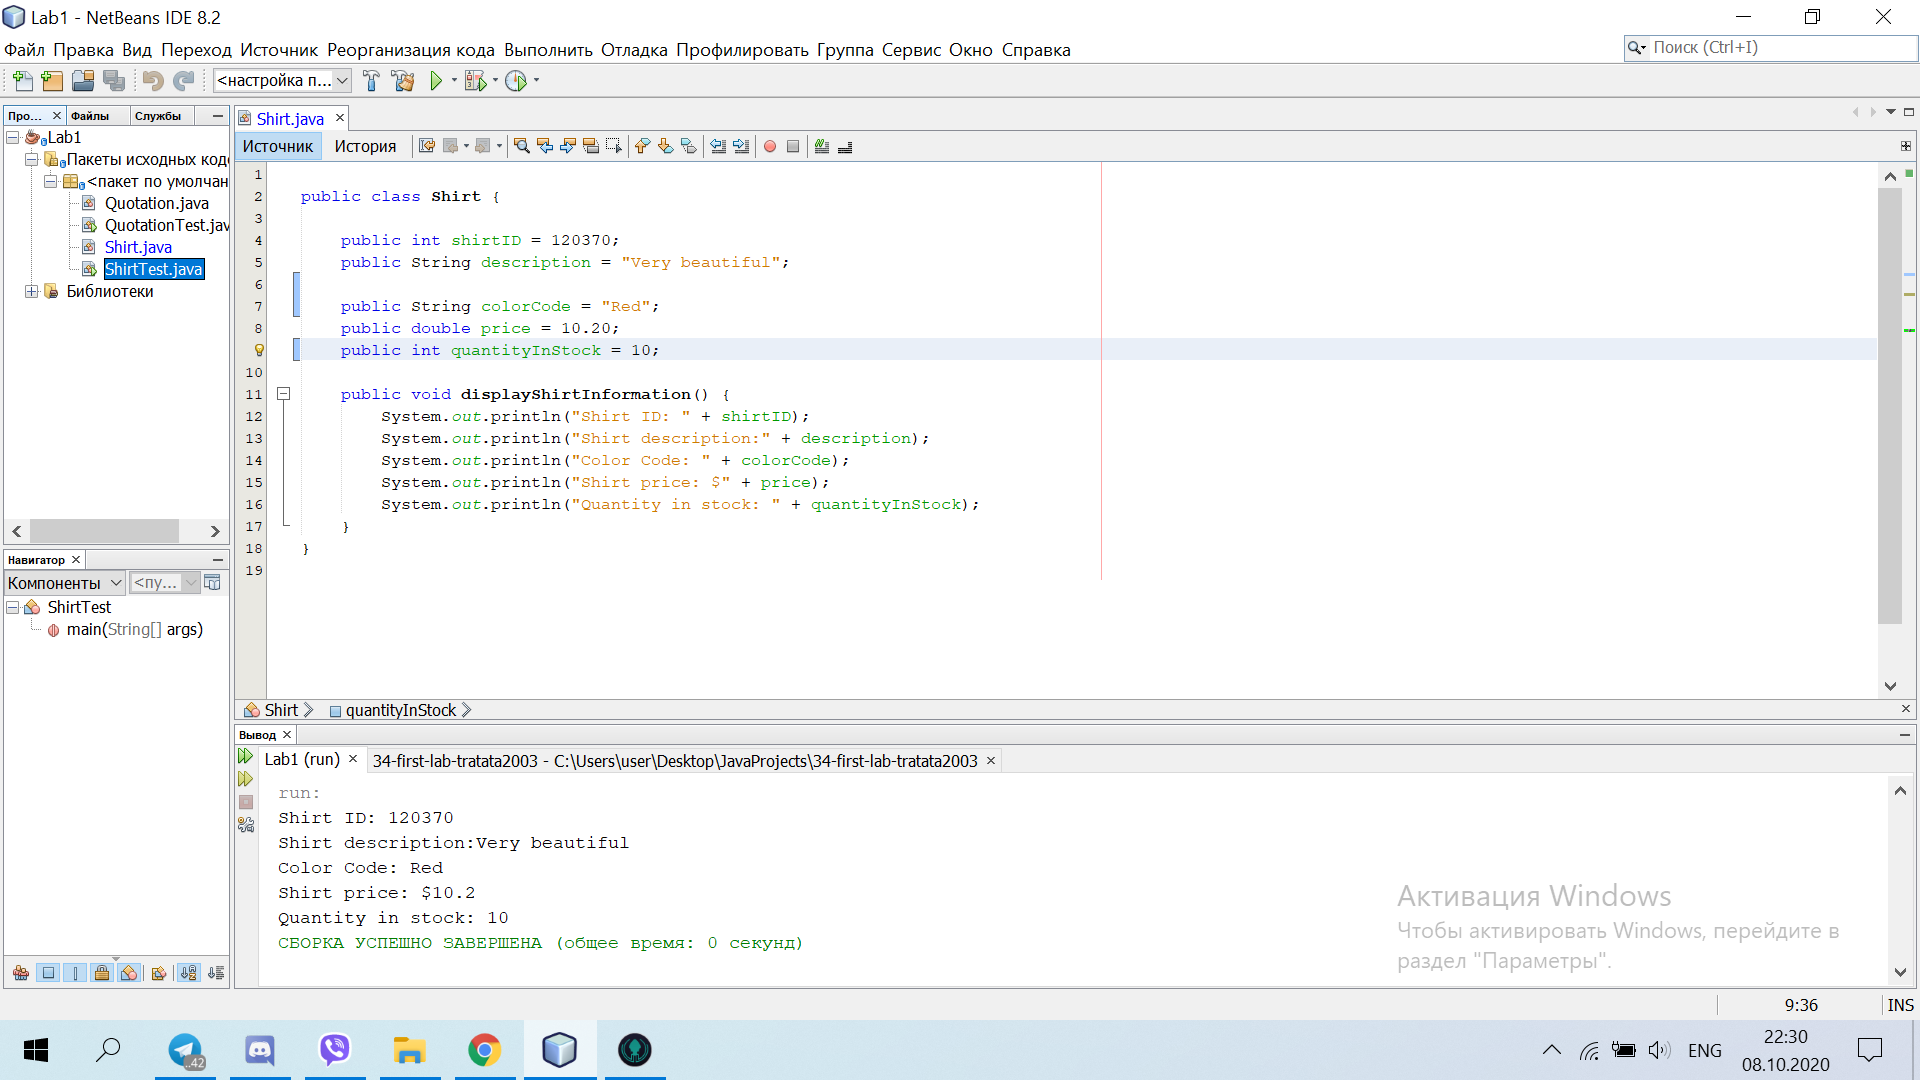 Lab1 - NetBeans IDE 8.2
Файл Правка Вид Переход Источник Реорганизация кода Выполнить Отладка Профилировать Группа Сервис Окно Справка
Поиск (Ctrl+I)
<настройка п...
Про... Файлы Службы
Shirt.java
Источник История
Lab1
Пакеты исходных код
<пакет по умолчан
Quotation.java
QuotationTest.jav
Shirt.java
ShirtTest.java
Библиотеки
1
2 public class Shirt {
3
4 public int shirtID = 120370;
5 public String description = "Very beautiful";
6
7 public String colorCode = "Red";
8 public double price = 10.20;
public int quantityInStock = 10;
10
11 public void displayShirtInformation() {
12 System.out.println("Shirt ID: " + shirtID);
13 System.out.println("Shirt description:" + description);
14 System.out.println("Color Code: " + colorCode);
15 System.out.println("Shirt price: $" + price);
16 System.out.println("Quantity in stock: " + quantityInStock);
17 }
18 }
19
Навигатор
Компоненты <пу...
ShirtTest
main(String[] args)
Shirt quantityInStock
Вывод
Lab1 (run) 34-first-lab-tratata2003 - C:\Users\user\Desktop\JavaProjects\34-first-lab-tratata2003
run:
Shirt ID: 120370
Shirt description:Very beautiful
Color Code: Red
Shirt price: $10.2
Quantity in stock: 10
СБОРКА УСПЕШНО ЗАВЕРШЕНА (общее время: 0 секунд)
Активация Windows
Чтобы активировать Windows, перейдите в
раздел "Параметры".
9:36 INS
..42
ENG
22:30
08.10.2020